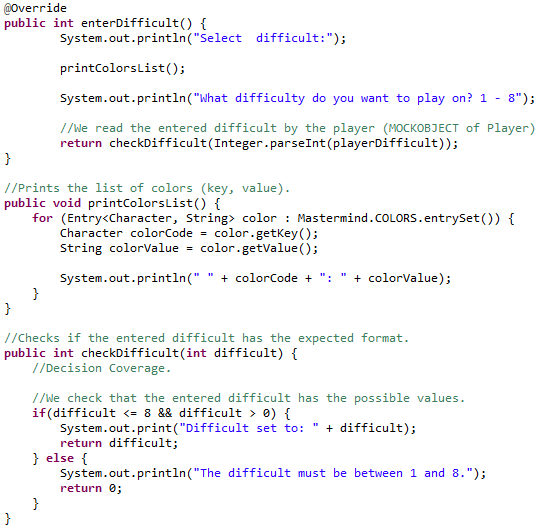 @Override
public int enterDifficult() {
        System.out.println("Select  difficult:");

        printColorsList();

        System.out.println("What difficulty do you want to play on? 1 - 8");

        //We read the entered difficult by the player (MOCKOBJECT of Player)
        return checkDifficult(Integer.parseInt(playerDifficult));
}

//Prints the list of colors (key, value).
public void printColorsList() {
    for (Entry<Character, String> color : Mastermind.COLORS.entrySet()) {
        Character colorCode = color.getKey();
        String colorValue = color.getValue();

        System.out.println(" " + colorCode + ": " + colorValue);
    }
}

//Checks if the entered difficult has the expected format.
public int checkDifficult(int difficult) {
    //Decision Coverage.

    //We check that the entered difficult has the possible values.
    if(difficult <= 8 && difficult > 0) {
        System.out.print("Difficult set to: " + difficult);
        return difficult;
    } else {
        System.out.println("The difficult must be between 1 and 8.");
        return 0;
    }
}